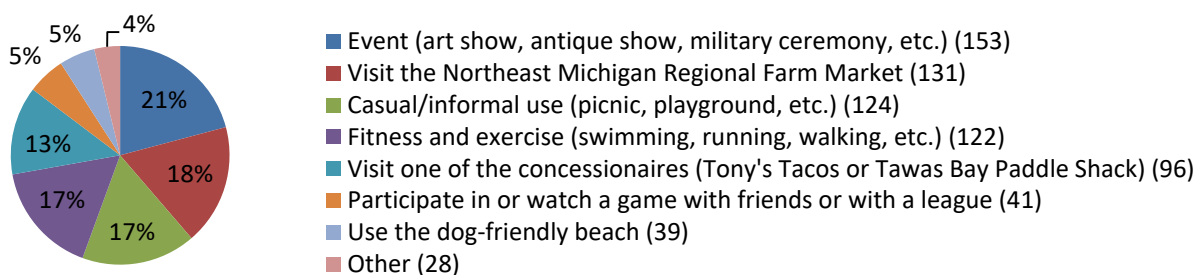 4%
5%
5%
21%
13%
18%
17%
17%
Event (art show, antique show, military ceremony, etc.) (153)
Visit the Northeast Michigan Regional Farm Market (131)
Casual/informal use (picnic, playground, etc.) (124)
Fitness and exercise (swimming, running, walking, etc.) (122)
Visit one of the concessionaires (Tony's Tacos or Tawas Bay Paddle Shack) (96)
Participate in or watch a game with friends or with a league (41)
Use the dog-friendly beach (39)
Other (28)